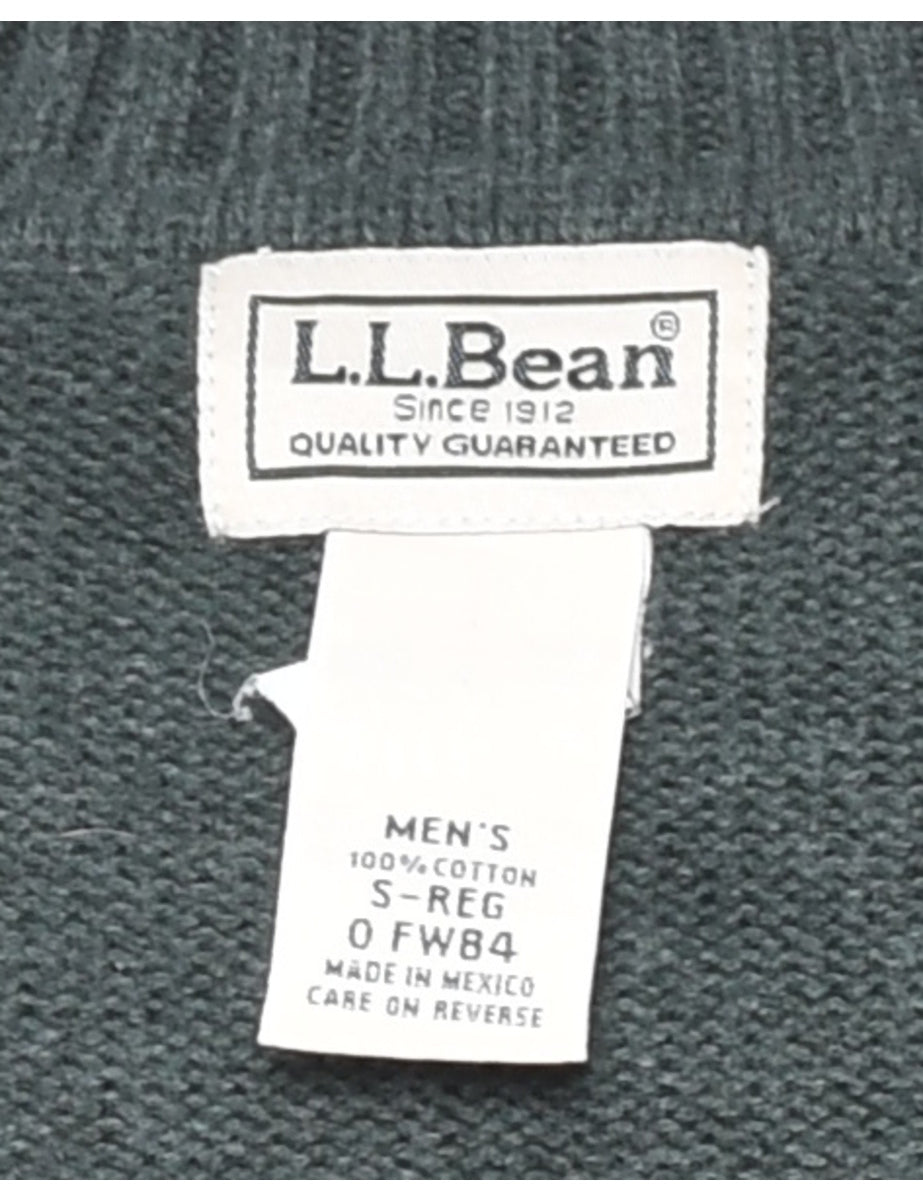 L.L.Bean®
Since 1912
QUALITY GUARANTEED
MEN'S
100% COTTON
S-REG
0 FW84
MADE IN MEXICO
CARE ON REVERSE